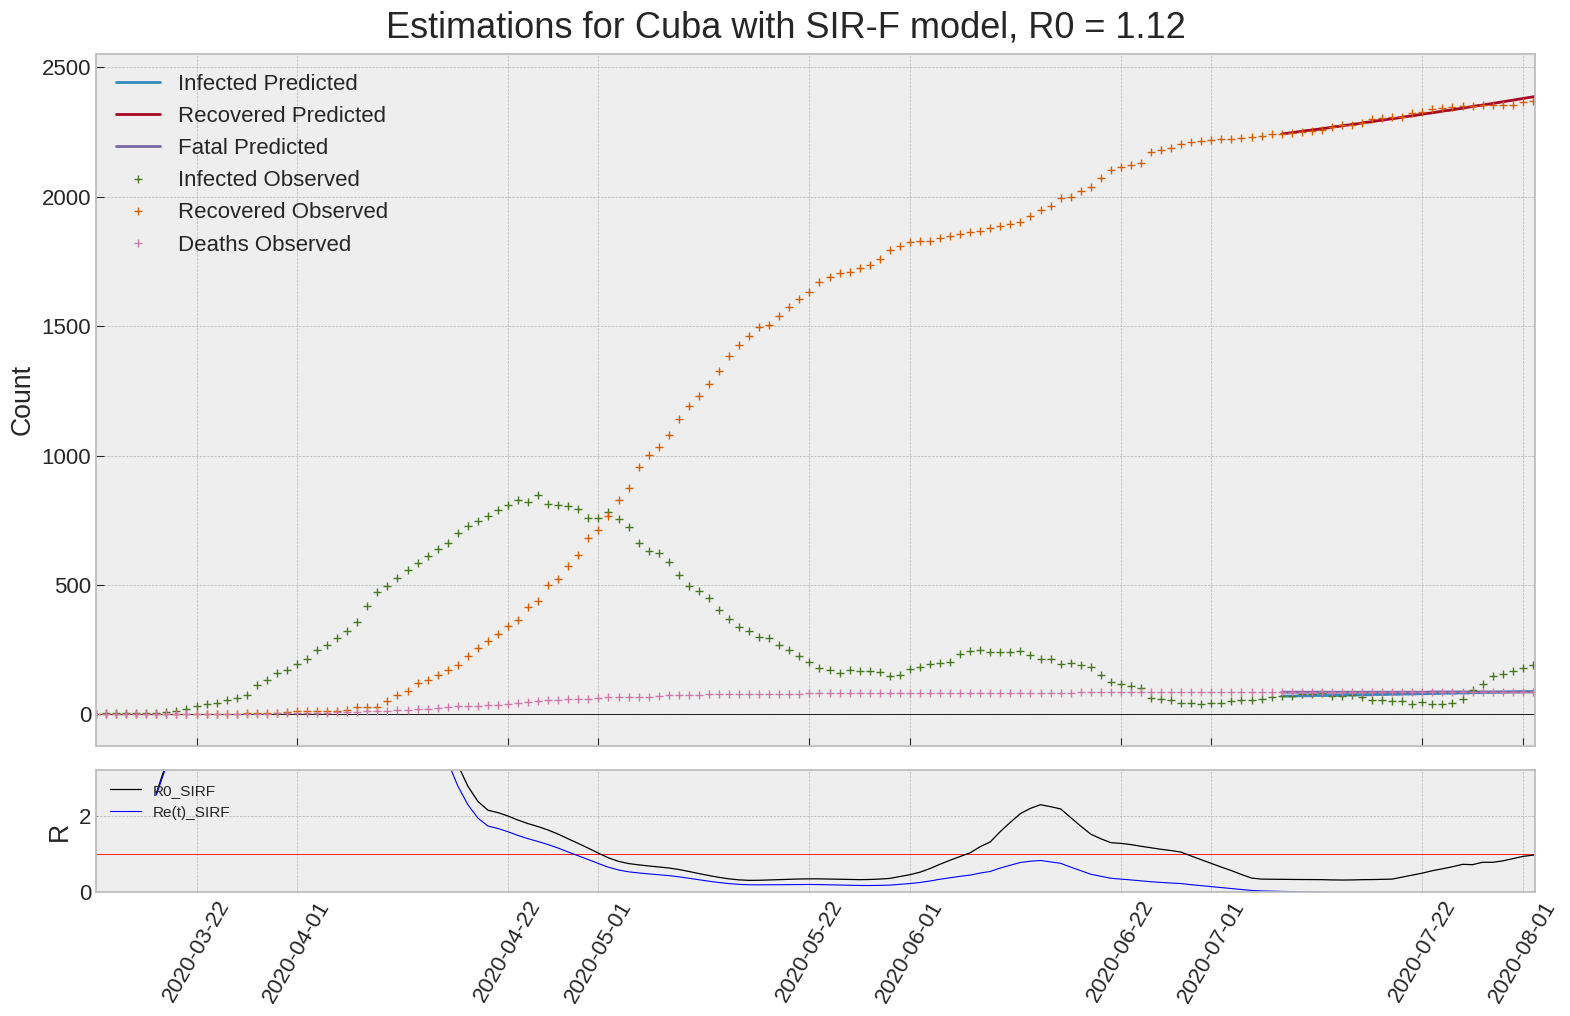 Estimations for Cuba with SIR-F model, R0 = 1.12
2500
2000
1500
1000
500
0
Count
Infected Predicted
Recovered Predicted
Fatal Predicted
Infected Observed
Recovered Observed
Deaths Observed
R
2
0
R0_SIRF
Re(t)_SIRF
2020-03-22
2020-04-01
2020-04-22
2020-05-01
2020-05-22
2020-06-01
2020-06-22
2020-07-01
2020-07-22
2020-08-01